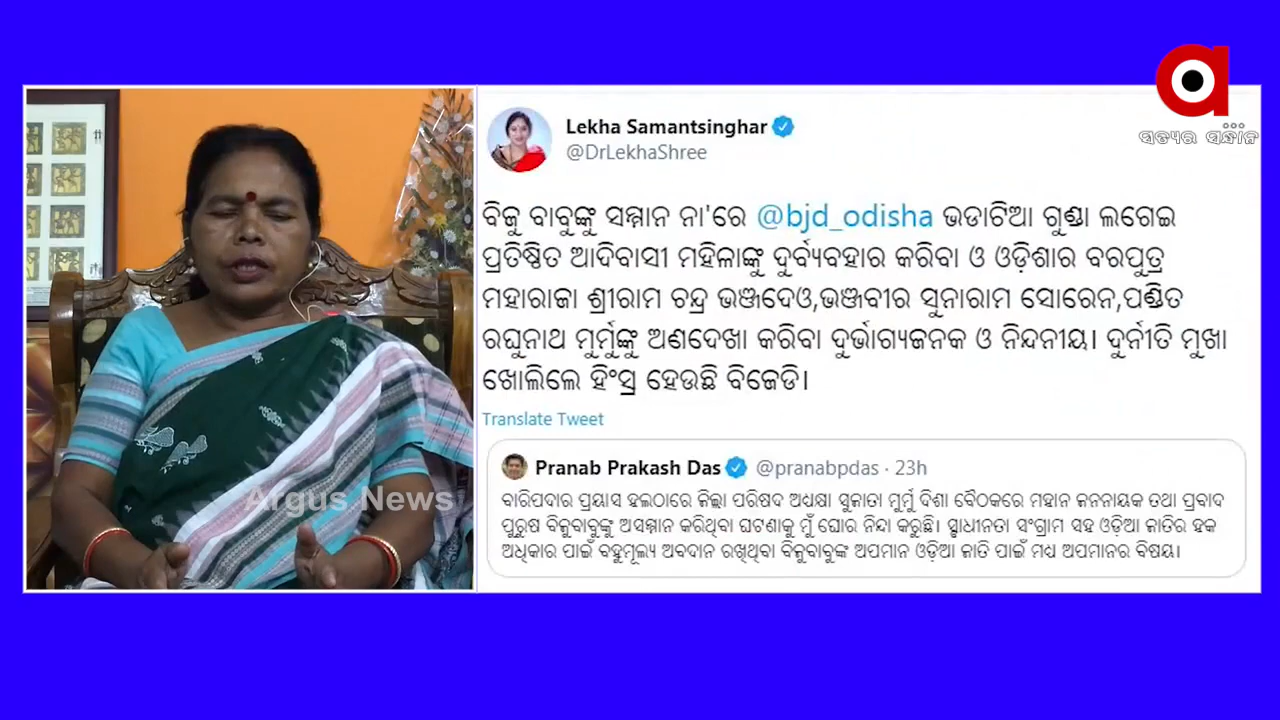 ସତ୍ୟର ସନ୍ଧାନ
Lekha Samantsinghar
@DrLekhaShree
ବିଜୁ ବାବୁଙ୍କୁ ସମ୍ମାନ ନା'ରେ @bjd_odisha ଭଡାଟିଆ ଗୁଣ୍ଡା ଲଗେଇ
ପ୍ରତିଷ୍ଠିତ ଆଦିବାସୀ ମହିଳାଙ୍କୁ ଦୁର୍ବ୍ୟବହାର କରିବା ଓ ଓଡ଼ିଶାର ବରପୁତ୍ର
ମହାରାଜା ଶ୍ରୀରାମ ଚନ୍ଦ୍ର ଭଞ୍ଜଦେଓ,ଭଞ୍ଜବୀର ସୁନାରାମ ସୋରେନ,ପଣ୍ଡିତ
ରଘୁନାଥ ମୁର୍ମୁଙ୍କୁ ଅଣଦେଖା କରିବା ଦୁର୍ଭାଗ୍ୟଜନକ ଓ ନିନ୍ଦନୀୟ। ଦୁର୍ନୀତି ମୁଖା
ଖୋଲିଲେ ହିଂସ୍ର ହେଉଛି ବିଜେଡି।
Translate Tweet
Pranab Prakash Das @pranabpdas · 23h
ବାରିପଦାର ପ୍ରୟାସ ହଲଠାରେ ଜିଲ୍ଲା ପରିଷଦ ଅଧ୍ୟକ୍ଷା ସୁଜାତା ମୁର୍ମୁ ଦିଶା ବୈଠକରେ ମହାନ ଜନନାୟକ ତଥା ପ୍ରବାଦ
ପୁରୁଷ ବିଜୁବାବୁଙ୍କୁ ଅସମ୍ମାନ କରିଥିବା ଘଟଣାକୁ ମୁଁ ଘୋର ନିନ୍ଦା କରୁଛି। ସ୍ବାଧୀନତା ସଂଗ୍ରାମ ସହ ଓଡ଼ିଆ ଜାତିର ହକ
ଅଧିକାର ପାଇଁ ବହୁମୂଲ୍ୟ ଅବଦାନ ରଖିଥିବା ବିଜୁବାବୁଙ୍କ ଅପମାନ ଓଡ଼ିଆ ଜାତି ପାଇଁ ମଧ୍ୟ ଅପମାନର ବିଷୟ।
Argus News